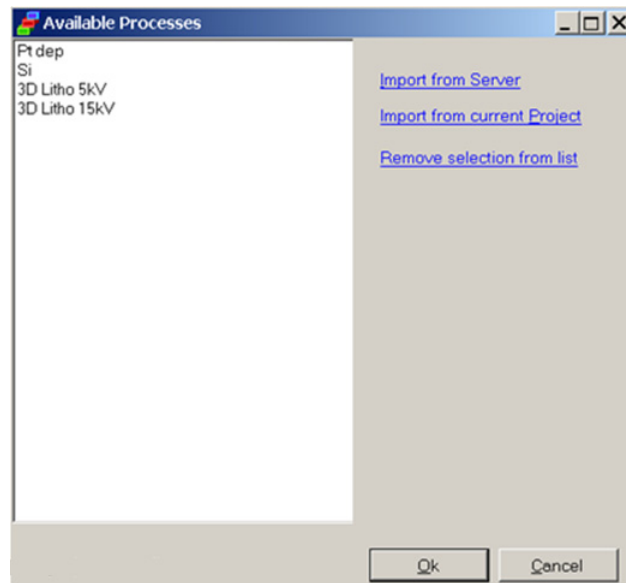 Available Processes
Pt dep
Si
3D Litho 5kV
3D Litho 15kV
Import from Server
Import from current Project
Remove selection from list
Ok
Cancel